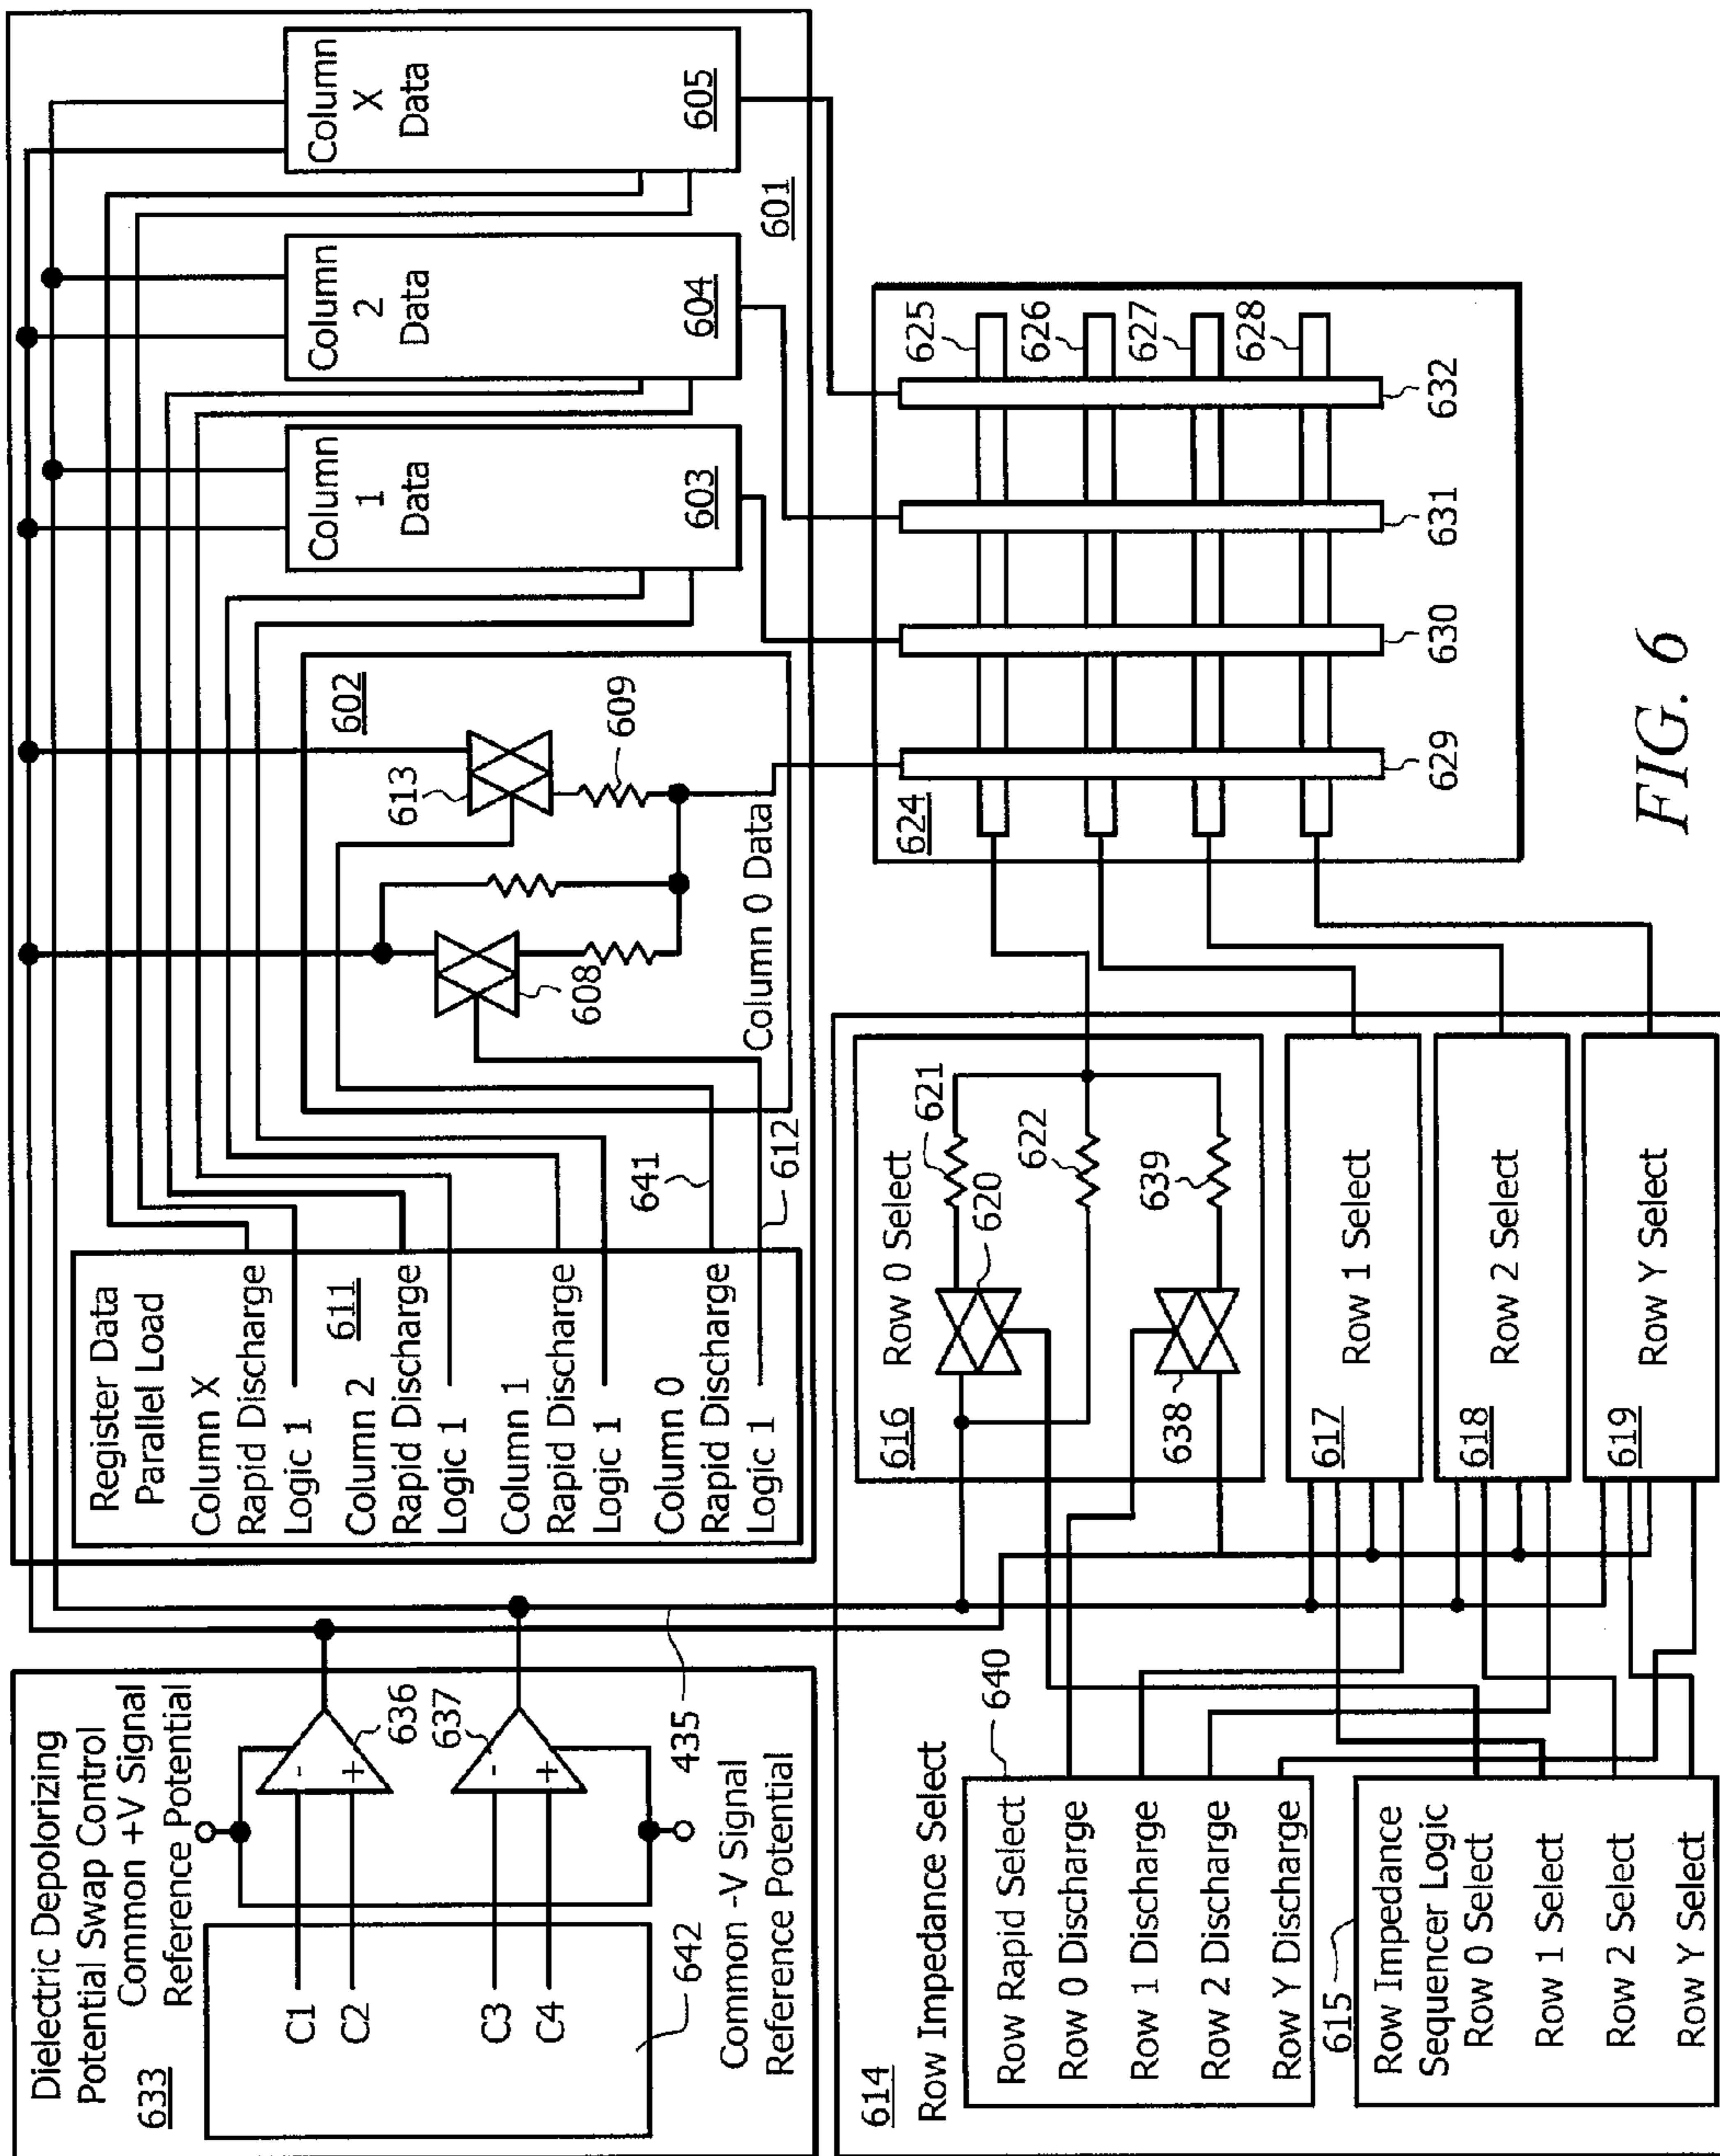 Dielectric Depolorizing
Potential Swap Control
633
Common +V Signal
Reference Potential
C1
C2
C3
C4
-
+
636
637
-
+
642
435
Common -V Signal
Reference Potential
Register Data
Parallel Load
Column X
Rapid Discharge
Logic 1
611
Column 2
Rapid Discharge
Logic 1
Column 1
Rapid Discharge
Logic 1
Column 0
Rapid Discharge
Logic 1
641
612
602
613
609
608
Column 0 Data
Column
1
Data
603
Column
2
Data
604
Column
X
Data
605
601
614
Row Impedance Select
640
Row Rapid Select
Row 0 Discharge
Row 1 Discharge
Row 2 Discharge
Row Y Discharge
615
Row Impedance
Sequencer Logic
Row 0 Select
Row 1 Select
Row 2 Select
Row Y Select
616
Row 0 Select
621
620
622
638
639
617
Row 1 Select
618
Row 2 Select
619
Row Y Select
624
625
626
627
628
629
630
631
632
FIG. 6